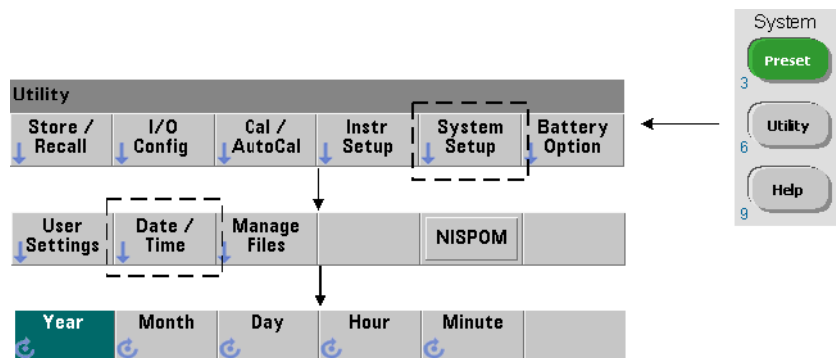 System
Preset
3
Utility
6
Help
9
Utility
Store / Recall
I/O Config
Cal / AutoCal
Instr Setup
System Setup
Battery Option
User Settings
Date / Time
Manage Files
NISPOM
Year
Month
Day
Hour
Minute